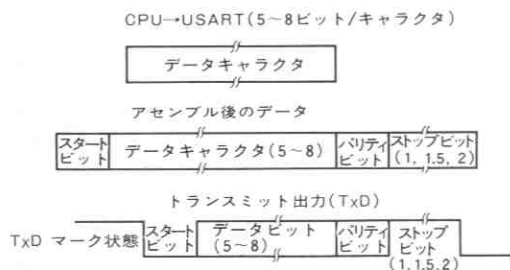 CPU→USART(5~8ビット/キャラクタ)
データキャラクタ
アセンブル後のデータ
スタート
ビット
データキャラクタ(5~8)
パリティ
ビット
ストップビット
(1, 1.5, 2)
トランスミット出力(TxD)
TxD マーク状態
スタート
ビット
データビット
(5~8)
パリティ
ビット
ストップ
ビット
(1,1.5,2)